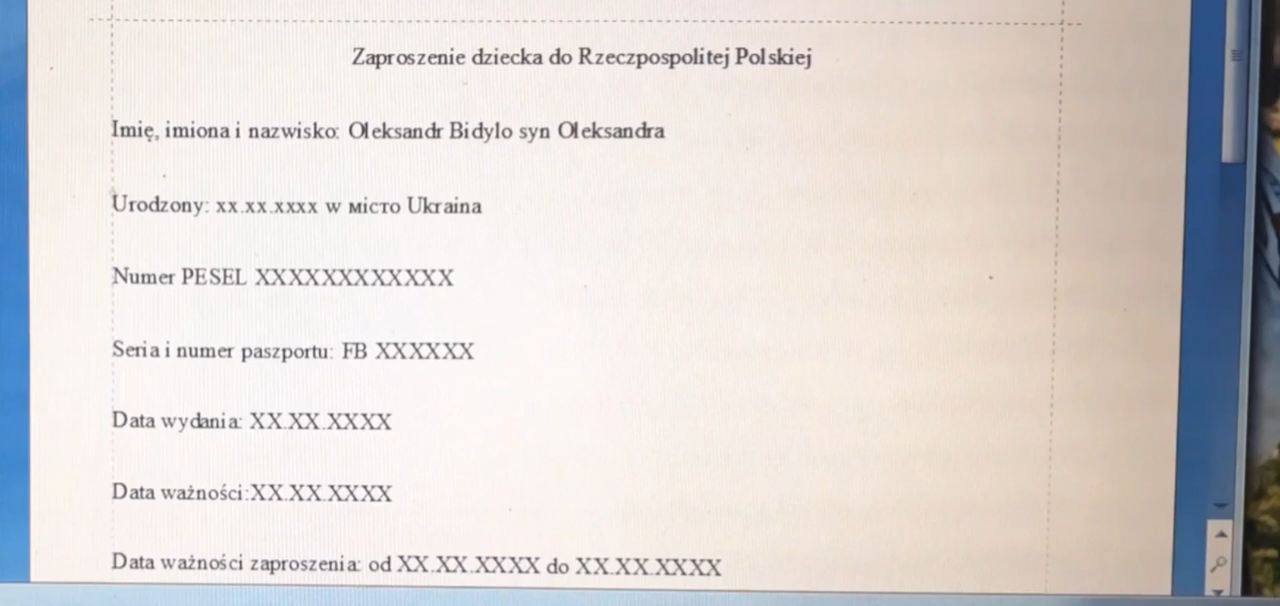 Zaproszenie dziecka do Rzeczpospolitej Polskiej
Imię, imiona i nazwisko: Oleksandr Bidylo syn Oleksandra
Urodzony: xx.xx.xxxx w місто Ukraina
Numer PESEL XXXXXXXXXXXX
Seria i numer paszportu: FB XXXXXX
Data wydania: XX.XX.XXXX
Data ważności:XX.XX.XXXX
Data ważności zaproszenia: od XX.XX.XXXX do XX.XX.XXXX